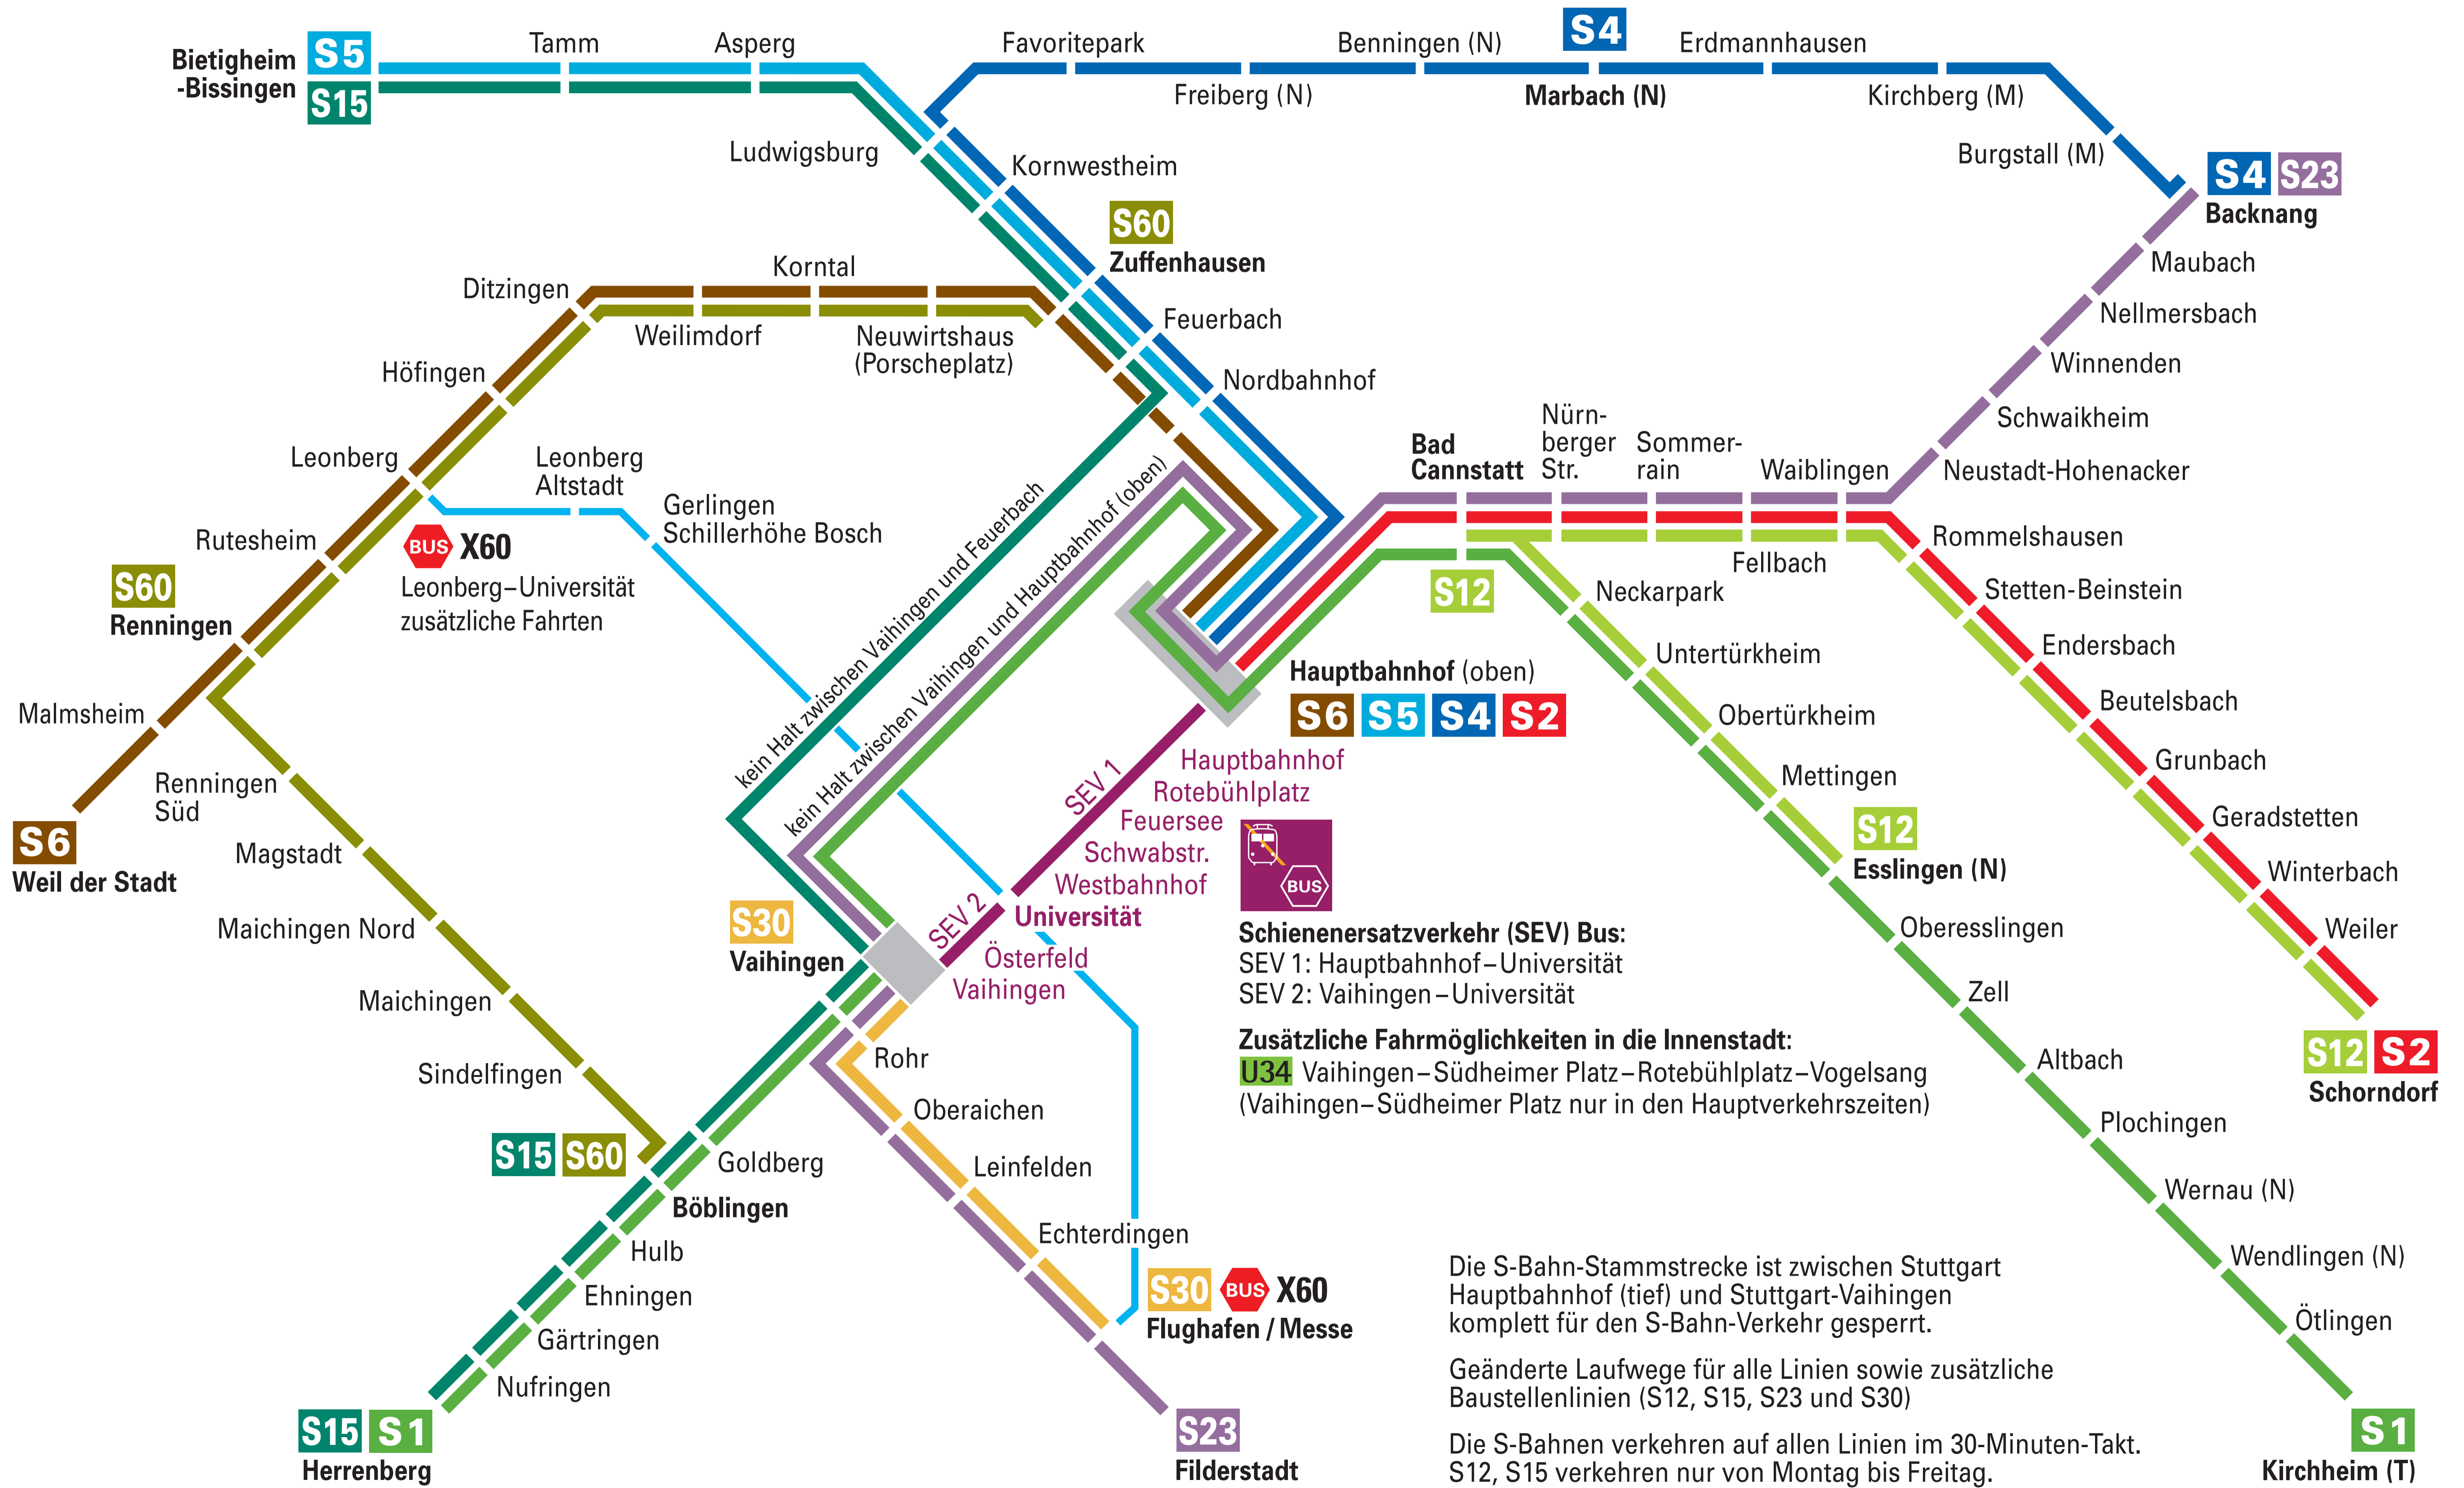 Bietigheim
-Bissingen
S5
S15
Tamm
Asperg
Ludwigsburg
Favoritepark
Freiberg (N)
Benningen (N)
S4
Marbach (N)
Erdmannhausen
Kirchberg (M)
Burgstall (M)
S4 S23
Backnang
Kornwestheim
S60
Zuffenhausen
Feuerbach
Nordbahnhof
Maubach
Nellmersbach
Winnenden
Schwaikheim
Neustadt-Hohenacker
Korntal
Ditzingen
Weilimdorf
Neuwirtshaus
(Porscheplatz)
Höfingen
Leonberg
Rutesheim
S60
Renningen
Malmsheim
S6
Weil der Stadt
Leonberg
Altstadt
Gerlingen
Schillerhöhe Bosch
BUS X60
Leonberg–Universität
zusätzliche Fahrten
kein Halt zwischen Vaihingen und Feuerbach
kein Halt zwischen Vaihingen und Hauptbahnhof (oben)
Bad
Cannstatt
Nürn-
berger
Str.
Sommer-
rain
Waiblingen
Fellbach
S12
Rommelshausen
Stetten-Beinstein
Endersbach
Beutelsbach
Grunbach
Geradstetten
Winterbach
Weiler
S12 S2
Schorndorf
Neckarpark
Untertürkheim
Obertürkheim
Mettingen
S12
Esslingen (N)
Oberesslingen
Zell
Altbach
Plochingen
Wernau (N)
Wendlingen (N)
Ötlingen
S1
Kirchheim (T)
Hauptbahnhof (oben)
S6 S5 S4 S2
SEV 1
Hauptbahnhof
Rotebühlplatz
Feuersee
Schwabstr.
Westbahnhof
Universität
SEV 2
Österfeld
Vaihingen
BUS
Schienenersatzverkehr (SEV) Bus:
SEV 1: Hauptbahnhof–Universität
SEV 2: Vaihingen–Universität
Zusätzliche Fahrmöglichkeiten in die Innenstadt:
U34 Vaihingen–Südheimer Platz–Rotebühlplatz–Vogelsang
(Vaihingen–Südheimer Platz nur in den Hauptverkehrszeiten)
Renningen
Süd
Magstadt
Maichingen Nord
Maichingen
Sindelfingen
S15 S60
Böblingen
S30
Vaihingen
Rohr
Oberaichen
Leinfelden
Echterdingen
S30 BUS X60
Flughafen / Messe
S23
Filderstadt
Goldberg
Hulb
Ehningen
Gärtringen
Nufringen
S15 S1
Herrenberg
Die S-Bahn-Stammstrecke ist zwischen Stuttgart
Hauptbahnhof (tief) und Stuttgart-Vaihingen
komplett für den S-Bahn-Verkehr gesperrt.
Geänderte Laufwege für alle Linien sowie zusätzliche
Baustellenlinien (S12, S15, S23 und S30)
Die S-Bahnen verkehren auf allen Linien im 30-Minuten-Takt.
S12, S15 verkehren nur von Montag bis Freitag.